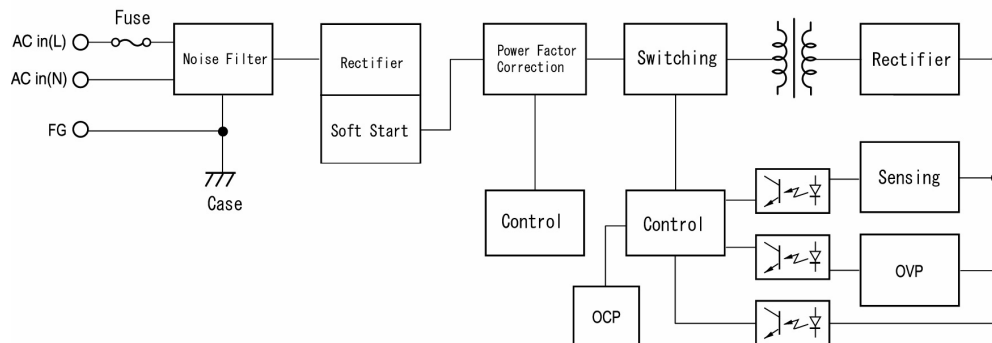 Fuse
AC in(L)
AC in(N)
FG
Noise Filter
Case
Rectifier
Soft Start
Power Factor
Correction
Control
Switching
Control
OCP
Rectifier
Sensing
OVP